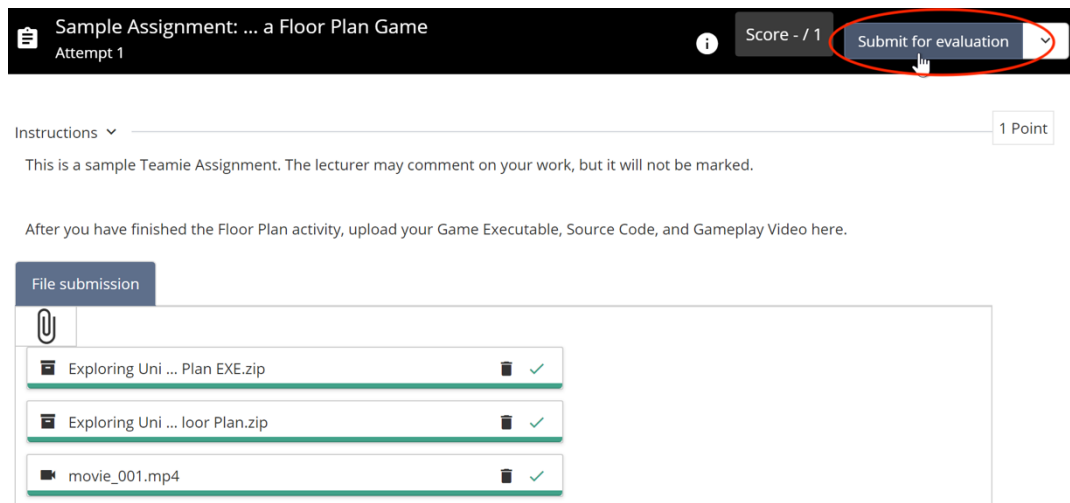 Sample Assignment: ... a Floor Plan Game
Attempt 1
Score - / 1
Submit for evaluation
Instructions
1 Point
This is a sample Teamie Assignment. The lecturer may comment on your work, but it will not be marked.
After you have finished the Floor Plan activity, upload your Game Executable, Source Code, and Gameplay Video here.
File submission
Exploring Uni ... Plan EXE.zip
Exploring Uni ... loor Plan.zip
movie_001.mp4